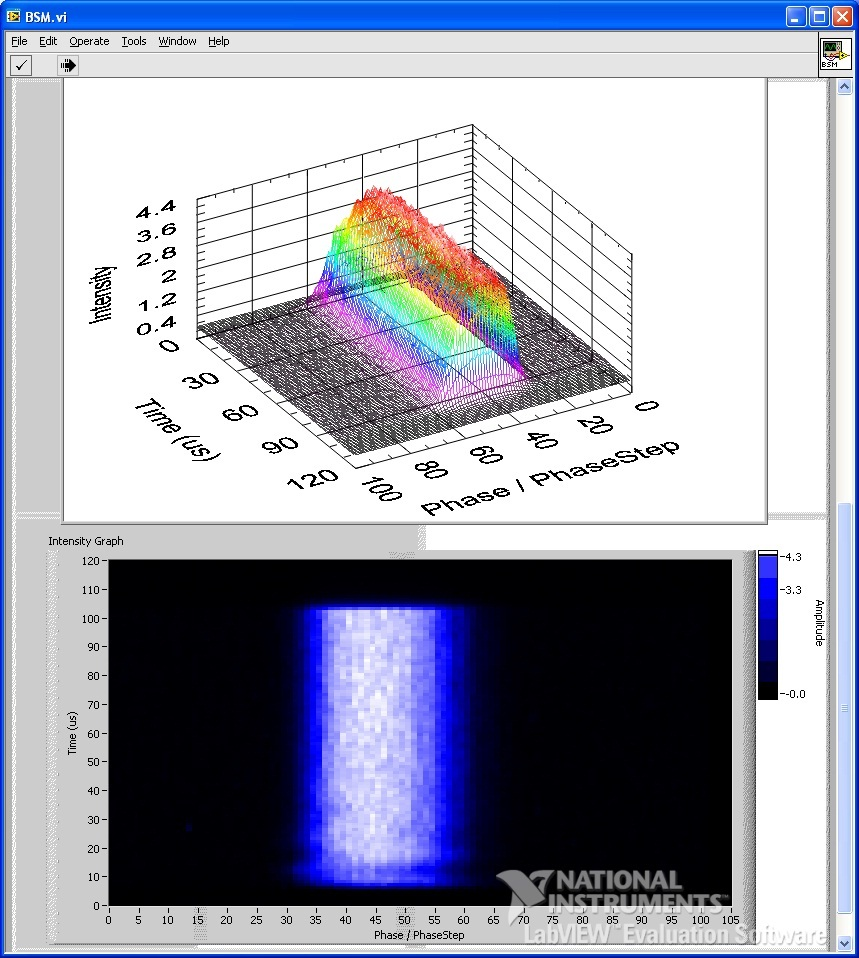 BSM.vi
File Edit Operate Tools Window Help
BSM
4.4
3.6
2.8
2
1.2
0.4
Intensity
0
30
60
90
120
Time (us)
100
80
60
40
20
0
Phase / PhaseStep
Intensity Graph
120
110
100
90
80
70
60
50
40
30
20
10
0
Time (us)
0 5 10 15 20 25 30 35 40 45 50 55 60 65 70 75 80 85 90 95 100 105
Phase / PhaseStep
4.3
3.3
-0.0
Amplitude
NATIONAL
INSTRUMENTS™
LabVIEW™ Evaluation Software